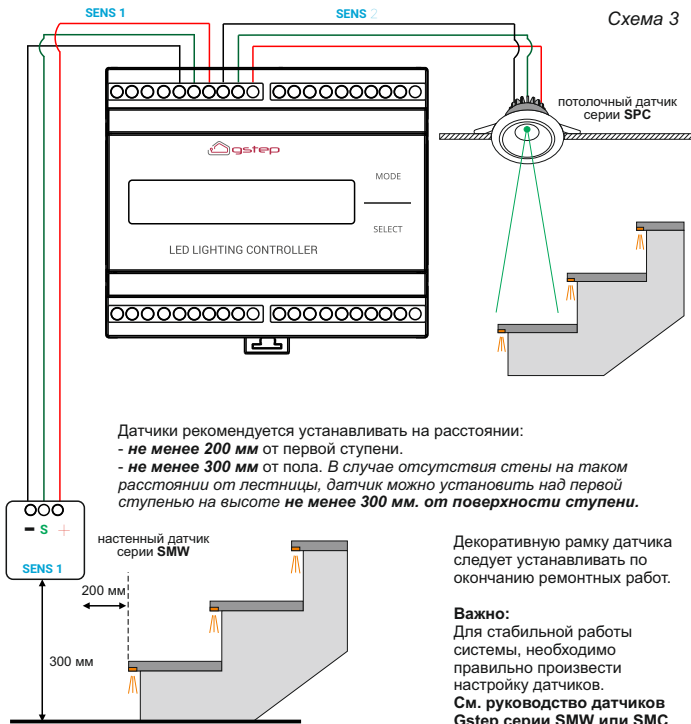 SENS 1
SENS 2
Схема 3
потолочный датчик
серии SPC
gstep
MODE
SELECT
LED LIGHTING CONTROLLER
Датчики рекомендуется устанавливать на расстоянии:
- не менее 200 мм от первой ступени.
- не менее 300 мм от пола. В случае отсутствия стены на таком
расстоянии от лестницы, датчик можно установить над первой
ступенью на высоте не менее 300 мм. от поверхности ступени.
- S +
SENS 1
настенный датчик
серии SMW
200 мм
300 мм
Декоративную рамку датчика
следует устанавливать по
окончанию ремонтных работ.
Важно:
Для стабильной работы
системы, необходимо
правильно произвести
настройку датчиков.
См. руководство датчиков
Gstep серии SMW или SMC